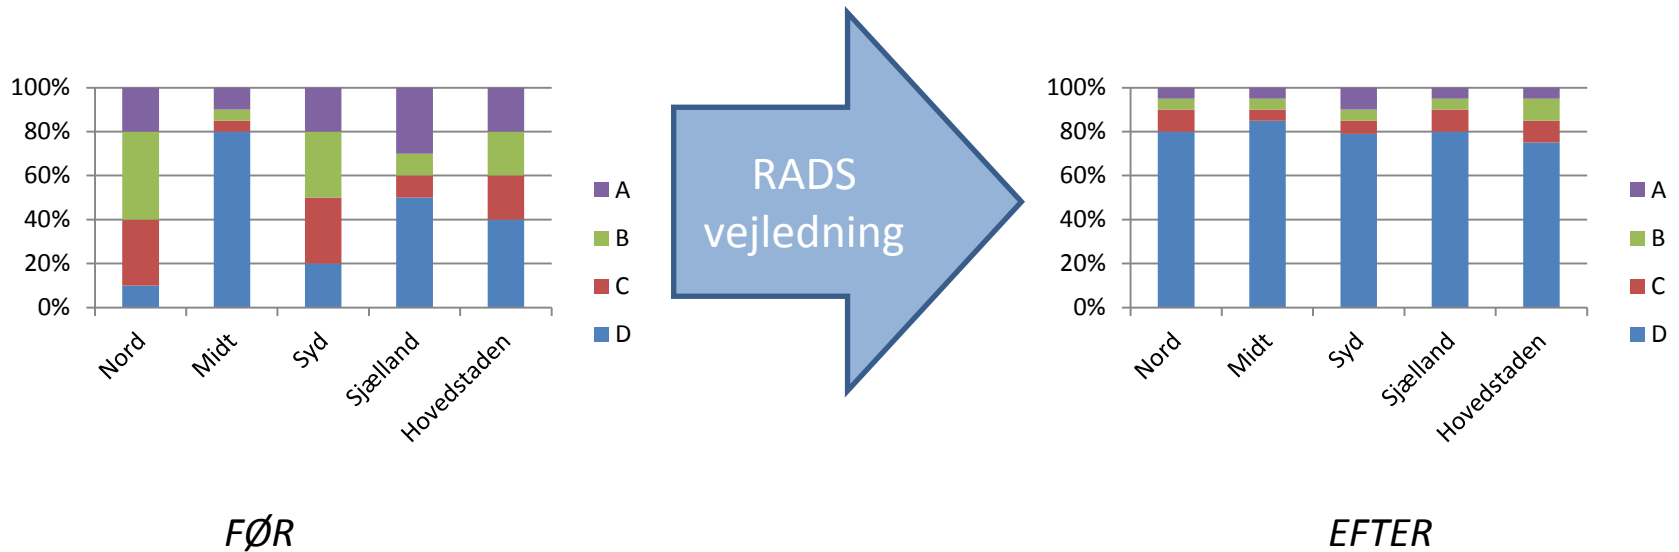 100%
80%
60%
40%
20%
0%
Nord
Midt
Syd
Sjælland
Hovedstaden
A
B
C
D
FØR
RADS
vejledning
100%
80%
60%
40%
20%
0%
Nord
Midt
Syd
Sjælland
Hovedstaden
A
B
C
D
EFTER